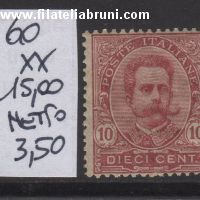 www.filateliabruni.com
60
XX
15,00
NETTO
3,50
POSTE ITALIANE
10 10
DIECI CENT.